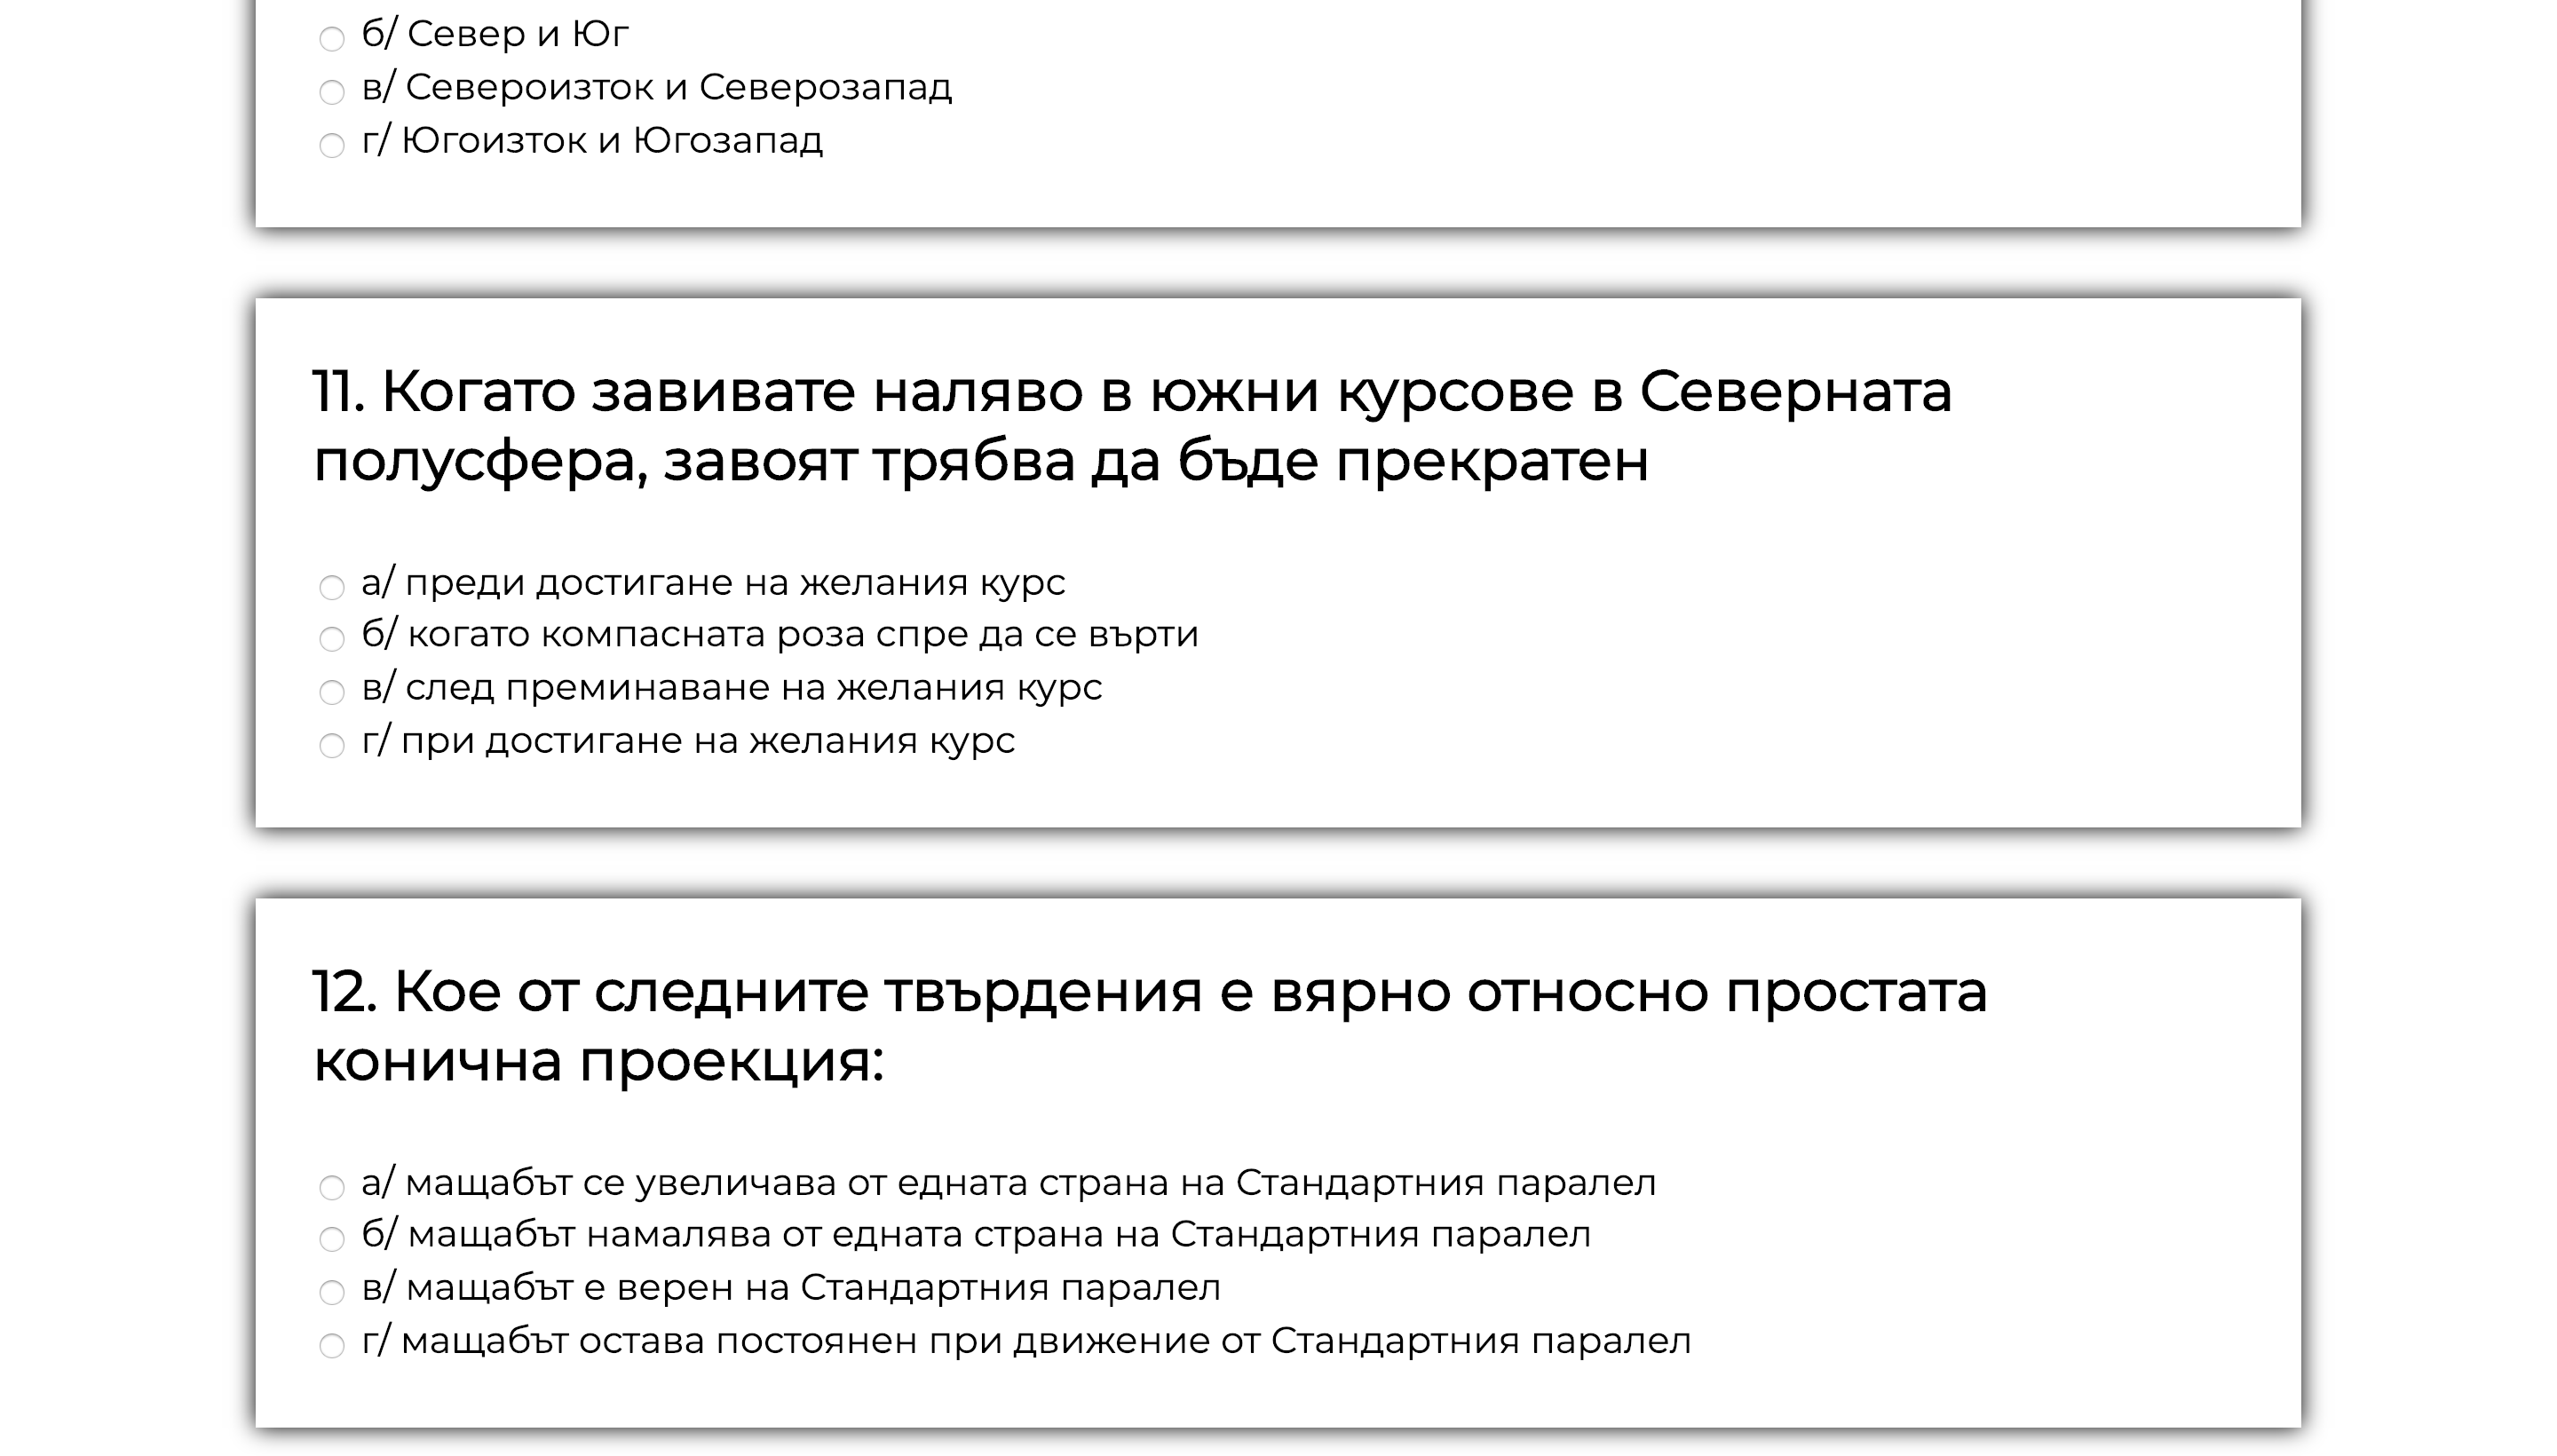 б/ Север и Юг
в/ Североизток и Северозапад
г/ Югоизток и Югозапад
11. Когато завивате наляво в южни курсове в Северната
полусфера, завоят трябва да бъде прекратен
а/ преди достигане на желания курс
б/ когато компасната роза спре да се върти
в/ след преминаване на желания курс
г/ при достигане на желания курс
12. Кое от следните твърдения е вярно относно простата
конична проекция:
а/ мащабът се увеличава от едната страна на Стандартния паралел
б/ мащабът намалява от едната страна на Стандартния паралел
в/ мащабът е верен на Стандартния паралел
г/ мащабът остава постоянен при движение от Стандартния паралел